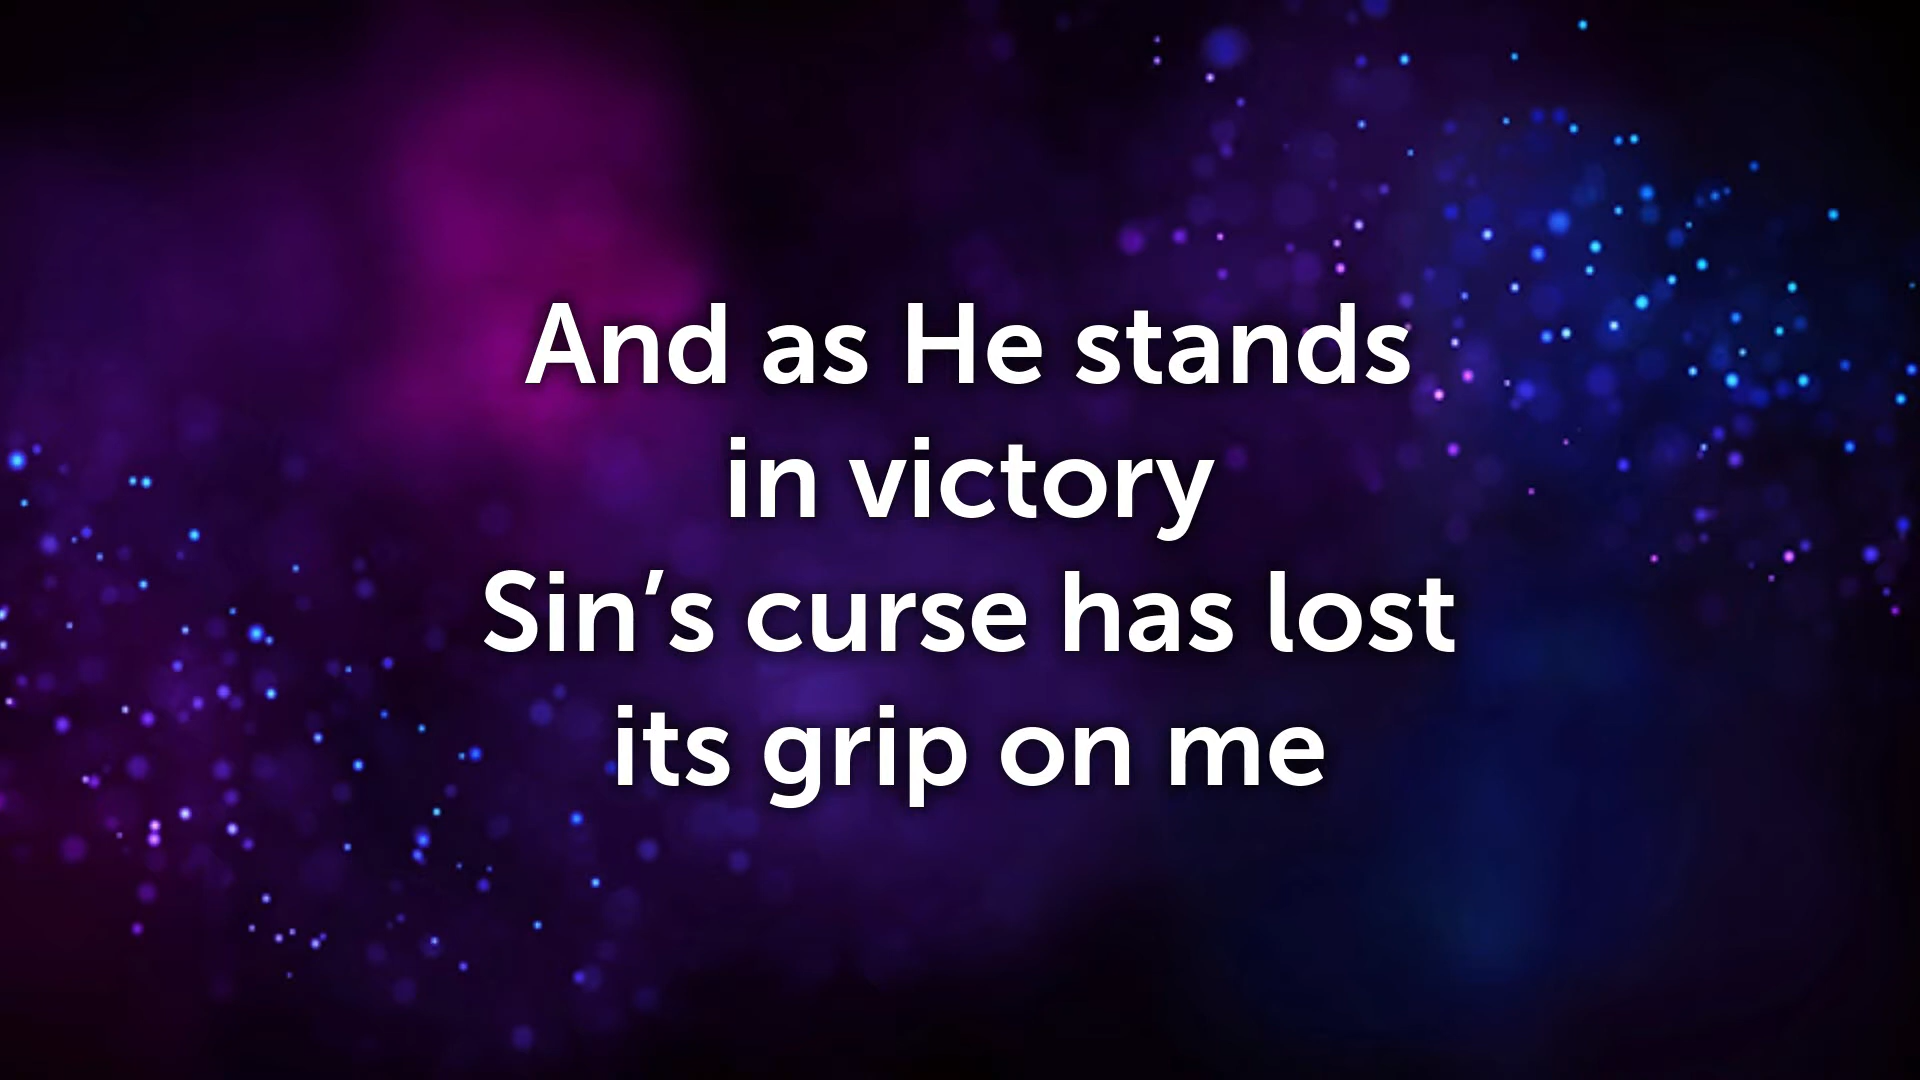 And as He stands
in victory
Sin’s curse has lost
its grip on me